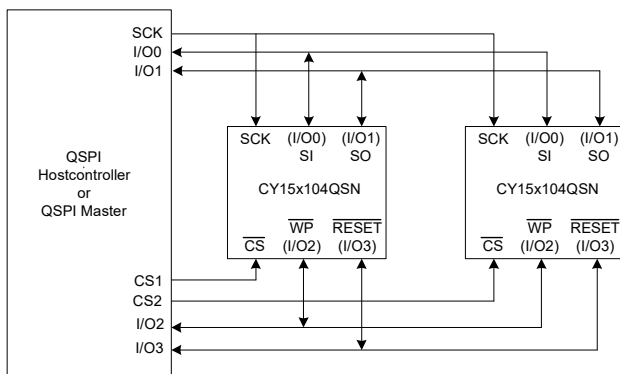 SCK
I/O0
I/O1
QSPI
Hostcontroller
or
QSPI Master
CS1
CS2
I/O2
I/O3
SCK (I/O0) (I/O1)
SI SO
CY15x104QSN
WP RESET
CS (I/O2) (I/O3)
SCK (I/O0) (I/O1)
SI SO
CY15x104QSN
WP RESET
CS (I/O2) (I/O3)